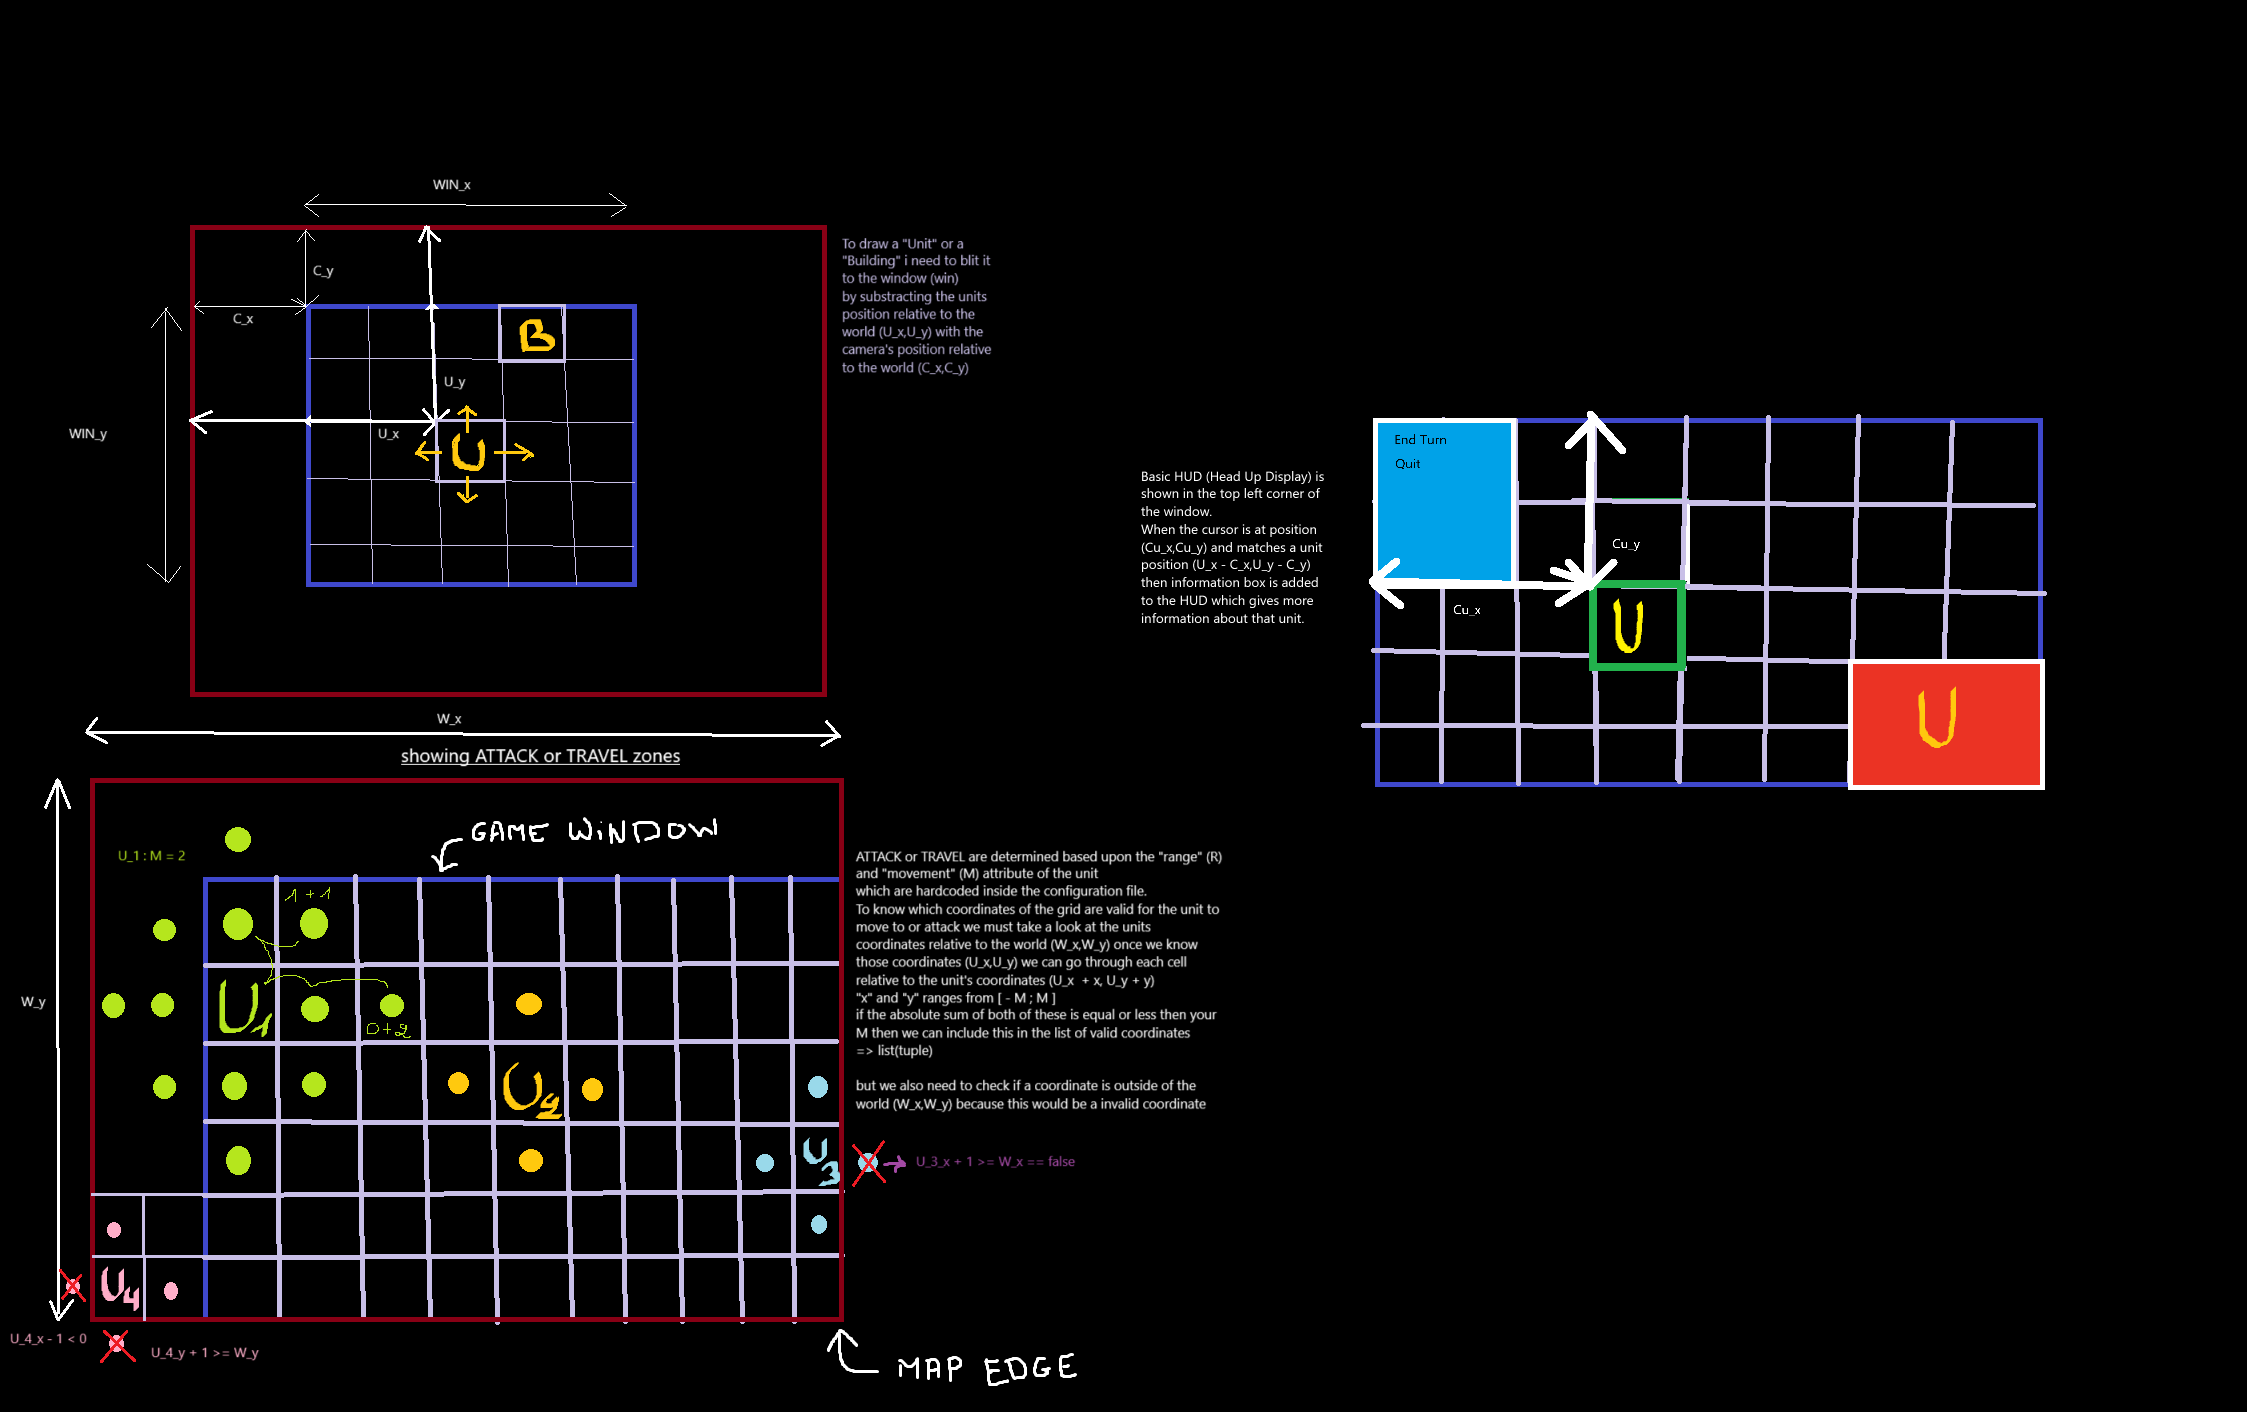 WIN_x
C_y
C_x
WIN_y
B
U_y
U_x
U
To draw a "Unit" or a
"Building" i need to blit it
to the window (win)
by substracting the units
position relative to the
world (U_x,U_y) with the
camera's position relative
to the world (C_x,C_y)
Basic HUD (Head Up Display) is
shown in the top left corner of
the window.
When the cursor is at position
(Cu_x,Cu_y) and matches a unit
position (U_x - C_x,U_y - C_y)
then information box is added
to the HUD which gives more
information about that unit.
End Turn
Quit
Cu_y
Cu_x
U
U
W_x
showing ATTACK or TRAVEL zones
GAME WiNDOW
U_1 : M = 2
1+1
U1
0+2
W_y
U2
U3
U4
U_3_x + 1 >= W_x == false
U_4_x - 1 < 0
U_4_y + 1 >= W_y
MAP EDGE
ATTACK or TRAVEL are determined based upon the "range" (R)
and "movement" (M) attribute of the unit
which are hardcoded inside the configuration file.
To know which coordinates of the grid are valid for the unit to
move to or attack we must take a look at the units
coordinates relative to the world (W_x,W_y) once we know
those coordinates (U_x,U_y) we can go through each cell
relative to the unit's coordinates (U_x  + x, U_y + y)
"x" and "y" ranges from [ - M ; M ]
if the absolute sum of both of these is equal or less then your
M then we can include this in the list of valid coordinates
=> list(tuple)
but we also need to check if a coordinate is outside of the
world (W_x,W_y) because this would be a invalid coordinate